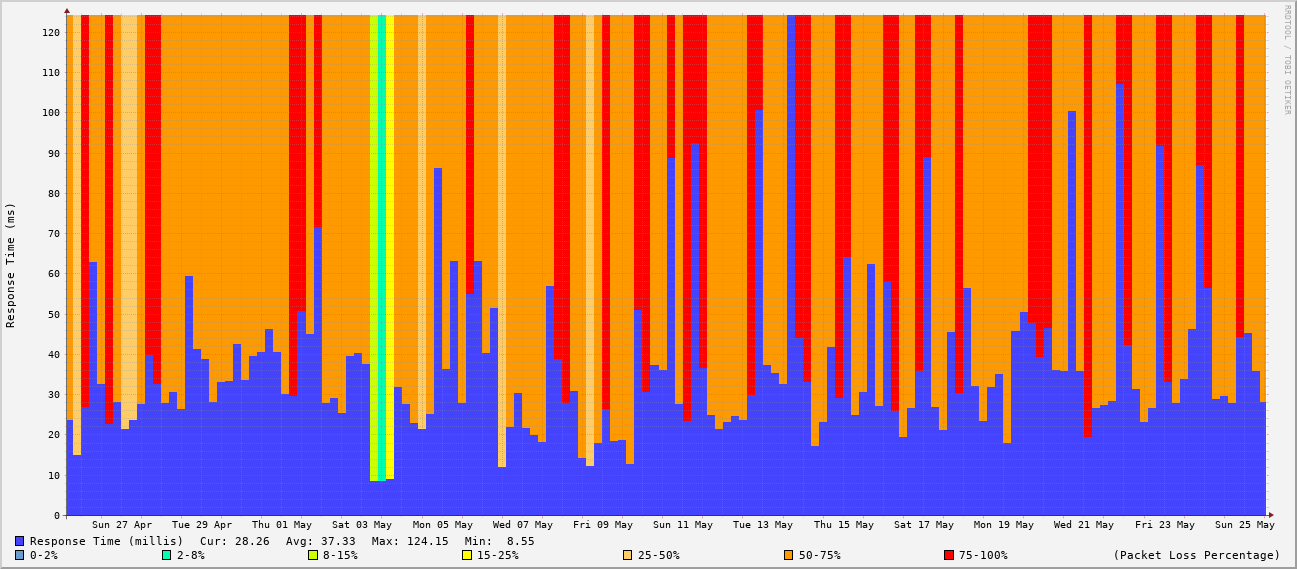 RRDTOOL / TOBI OETIKER
Response Time (ms)
120
110
100
90
80
70
60
50
40
30
20
10
0
Sun 27 Apr Tue 29 Apr Thu 01 May Sat 03 May Mon 05 May Wed 07 May Fri 09 May Sun 11 May Tue 13 May Thu 15 May Sat 17 May Mon 19 May Wed 21 May Fri 23 May Sun 25 May
Response Time (millis) Cur: 28.26 Avg: 37.33 Max: 124.15 Min: 8.55
0-2% 2-8% 8-15% 15-25% 25-50% 50-75% 75-100% (Packet Loss Percentage)